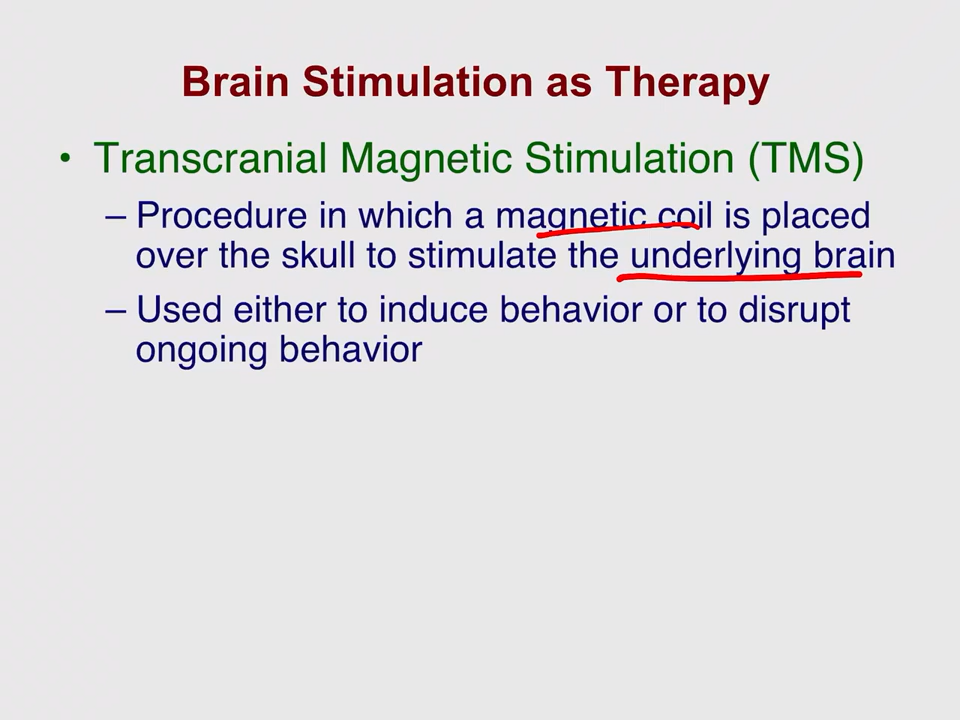 Brain Stimulation as Therapy
• Transcranial Magnetic Stimulation (TMS)
– Procedure in which a magnetic coil is placed
over the skull to stimulate the underlying brain
– Used either to induce behavior or to disrupt
ongoing behavior